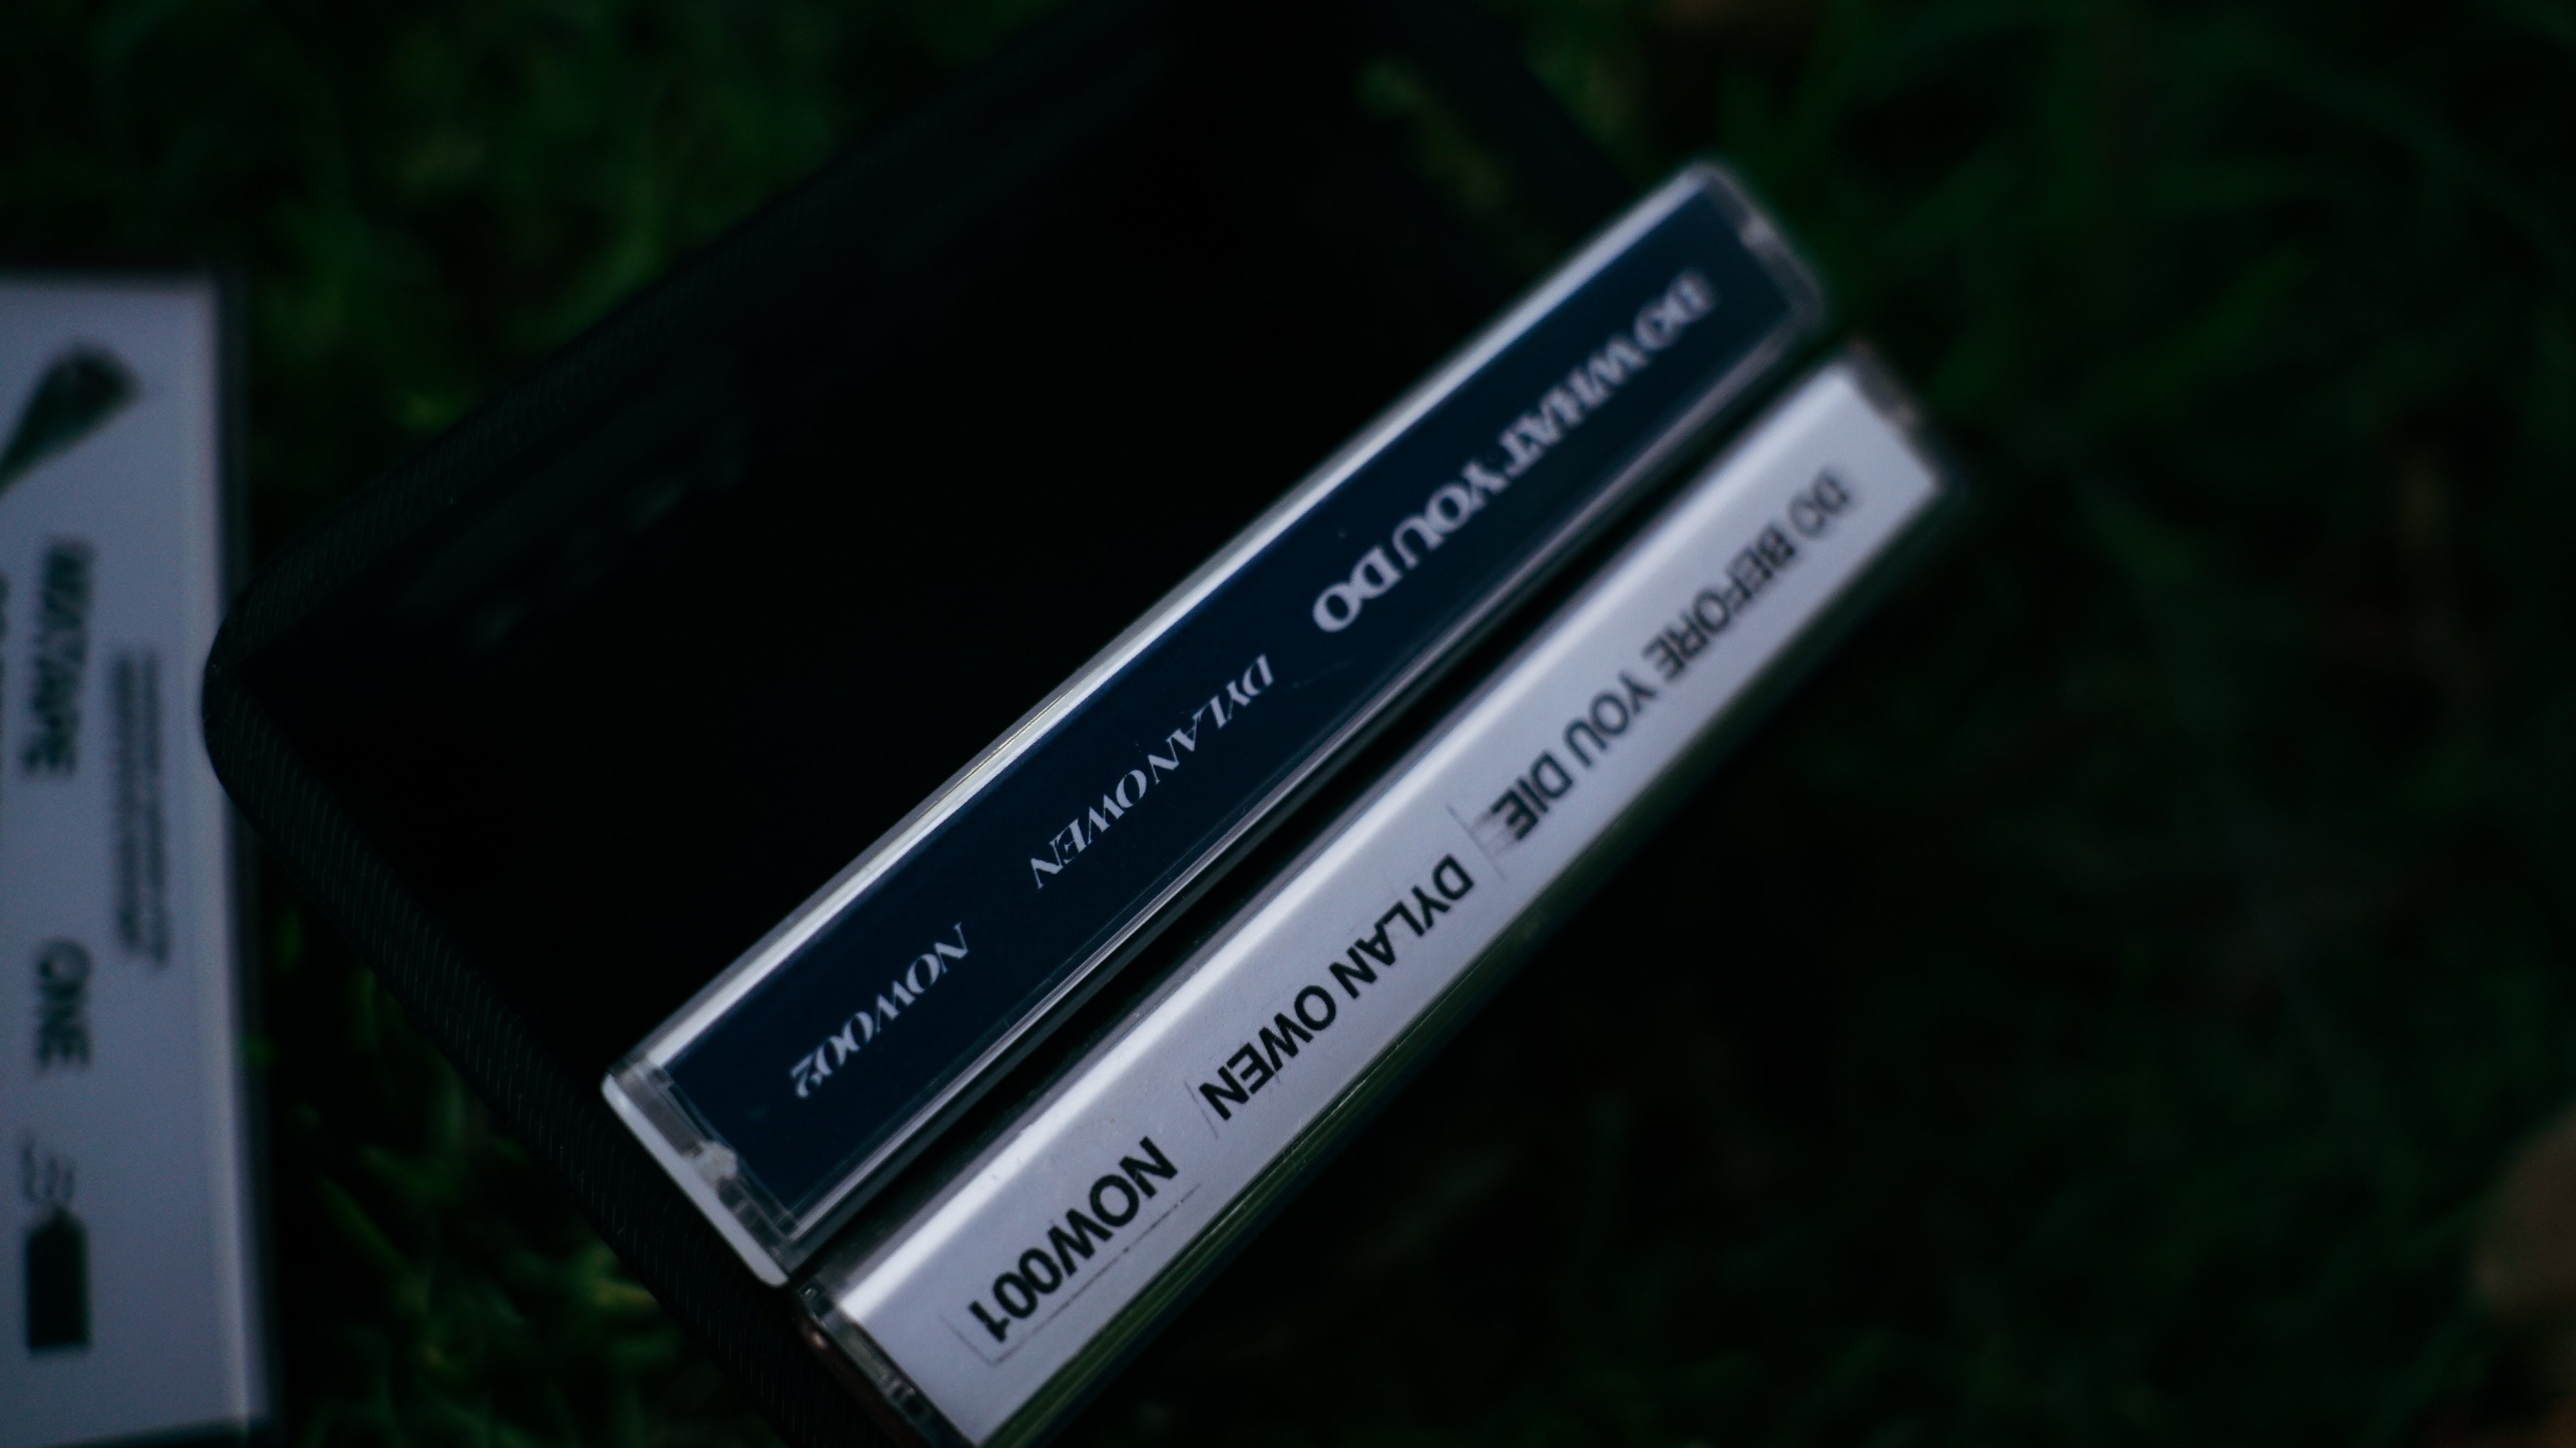 DO WHAT YOU DO DYLAN OWEN NOW002
DO BEFORE YOU DIE DYLAN OWEN NOW001
MIXTAPE
ONE